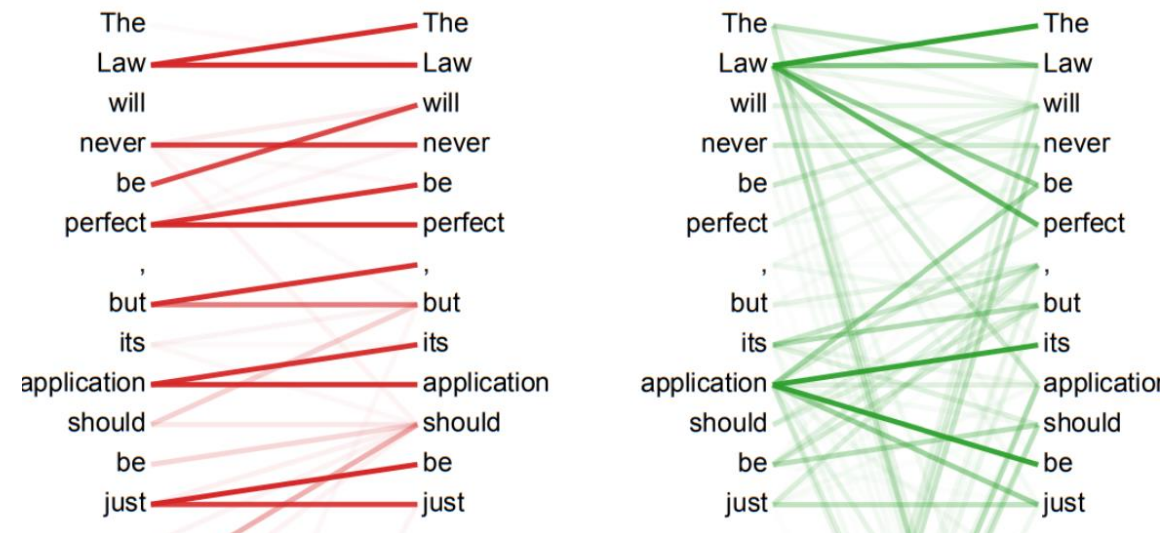 The The The The
Law Law Law Law
will will will will
never never never never
be be be be
perfect perfect perfect perfect
, , , ,
but but but but
its its its its
application application application application
should should should should
be be be be
just just just just